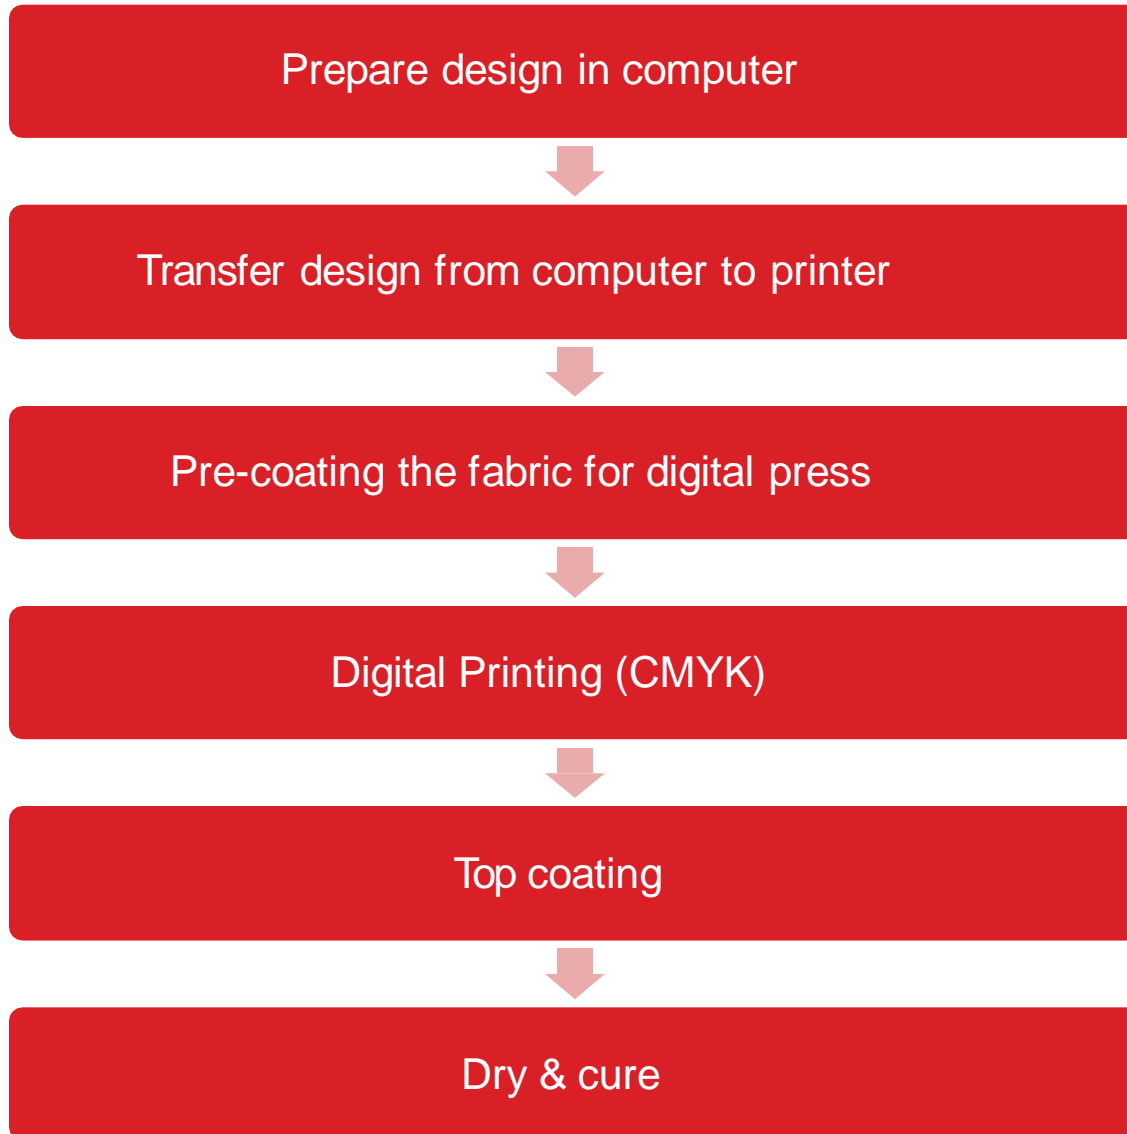 Prepare design in computer
Transfer design from computer to printer
Pre-coating the fabric for digital press
Digital Printing (CMYK)
Top coating
Dry & cure